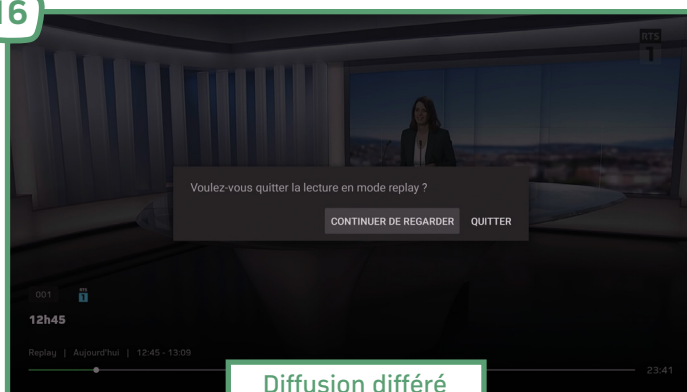 16
RTS
1
Voulez-vous quitter la lecture en mode replay ?
CONTINUER DE REGARDER QUITTER
001 RTS 1
12h45
Replay | Aujourd'hui | 12:45 - 13:09
23:41
Diffusion différé